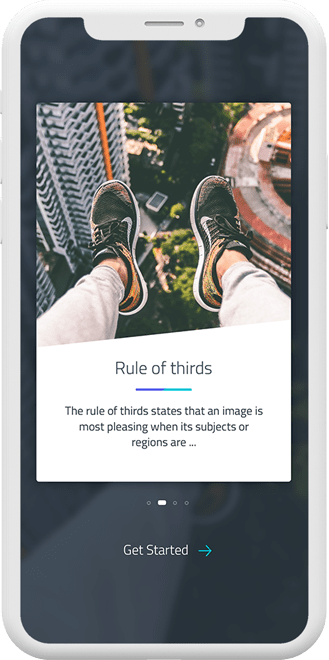 Rule of thirds
The rule of thirds states that an image is
most pleasing when its subjects or
regions are ...
Get Started